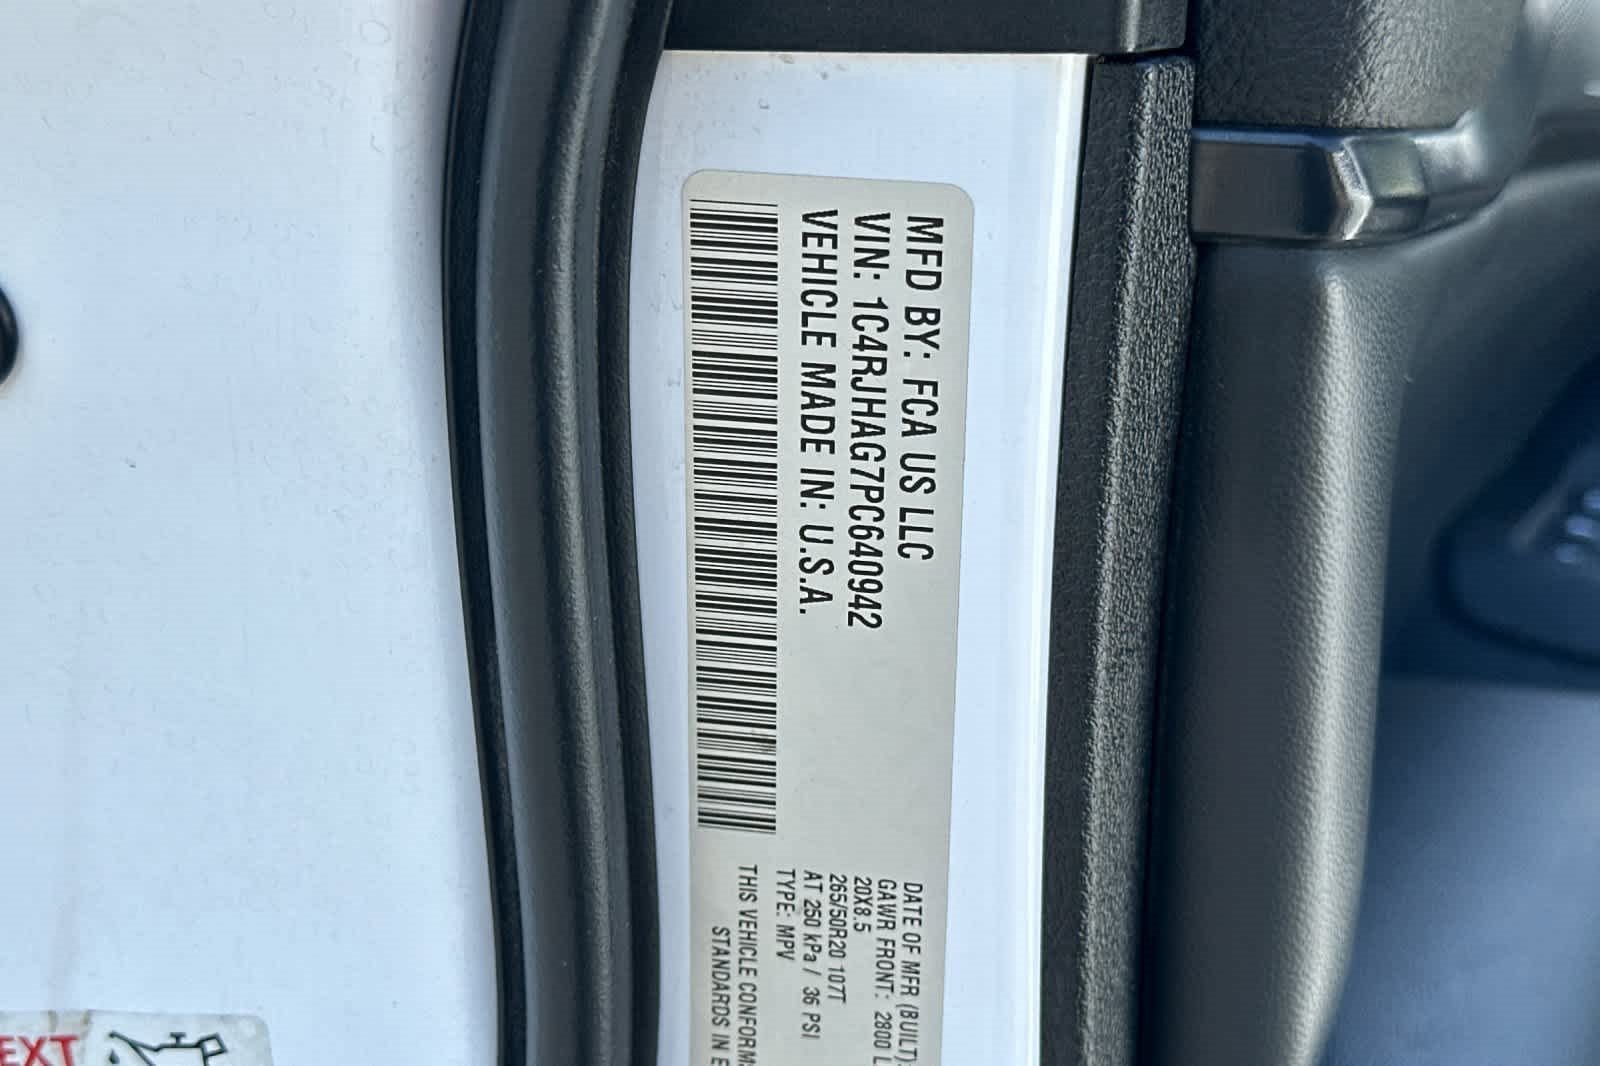 MFD BY: FCA US LLC
VIN: 1C4RJHAG7PC640942
VEHICLE MADE IN: U.S.A.
DATE OF MFR (BUILT):
GAWR FRONT: 2800 L
20X8.5
265/50R20 107T
AT 250 kPa / 36 PSI
TYPE: MPV
THIS VEHICLE CONFORMS
STANDARDS IN E
EXT